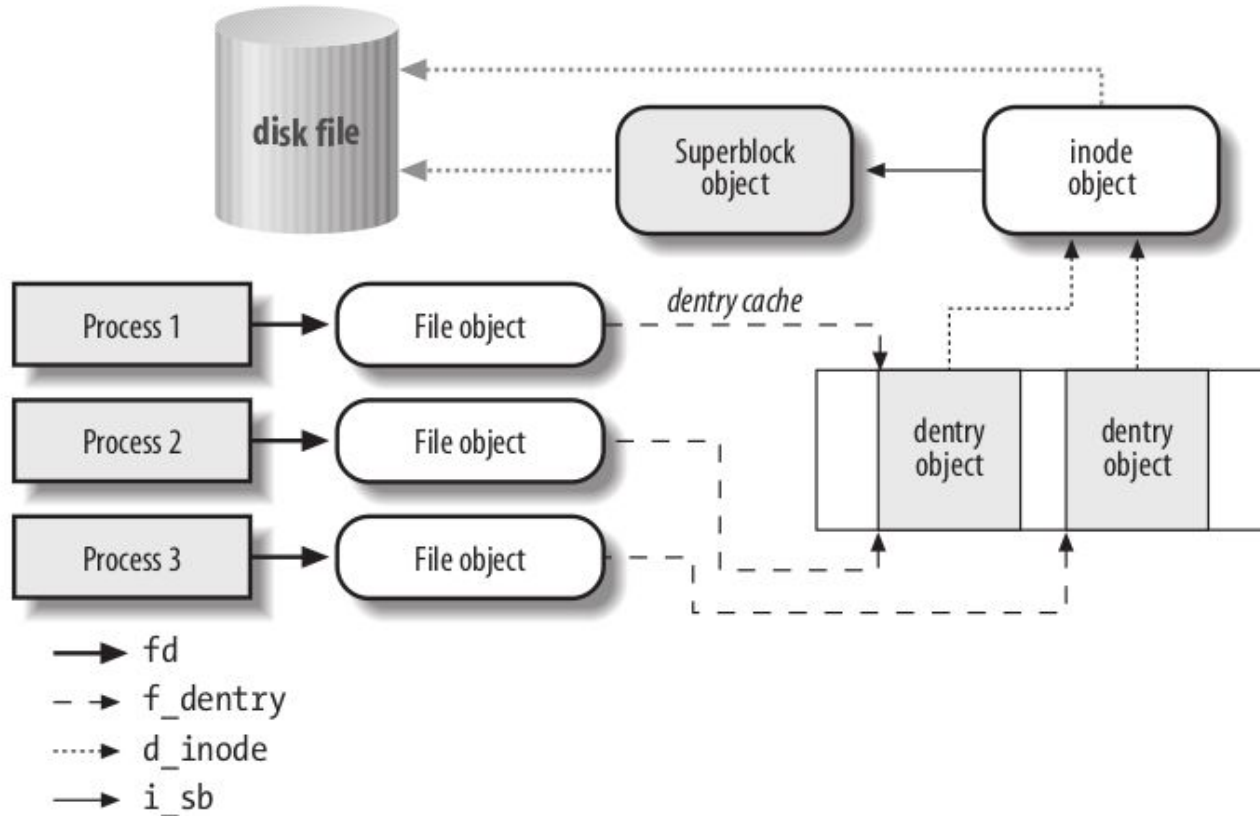 disk file
Superblock
object
inode
object
Process 1
File object
dentry cache
Process 2
File object
dentry
object
dentry
object
Process 3
File object
fd
f_dentry
d_inode
i_sb